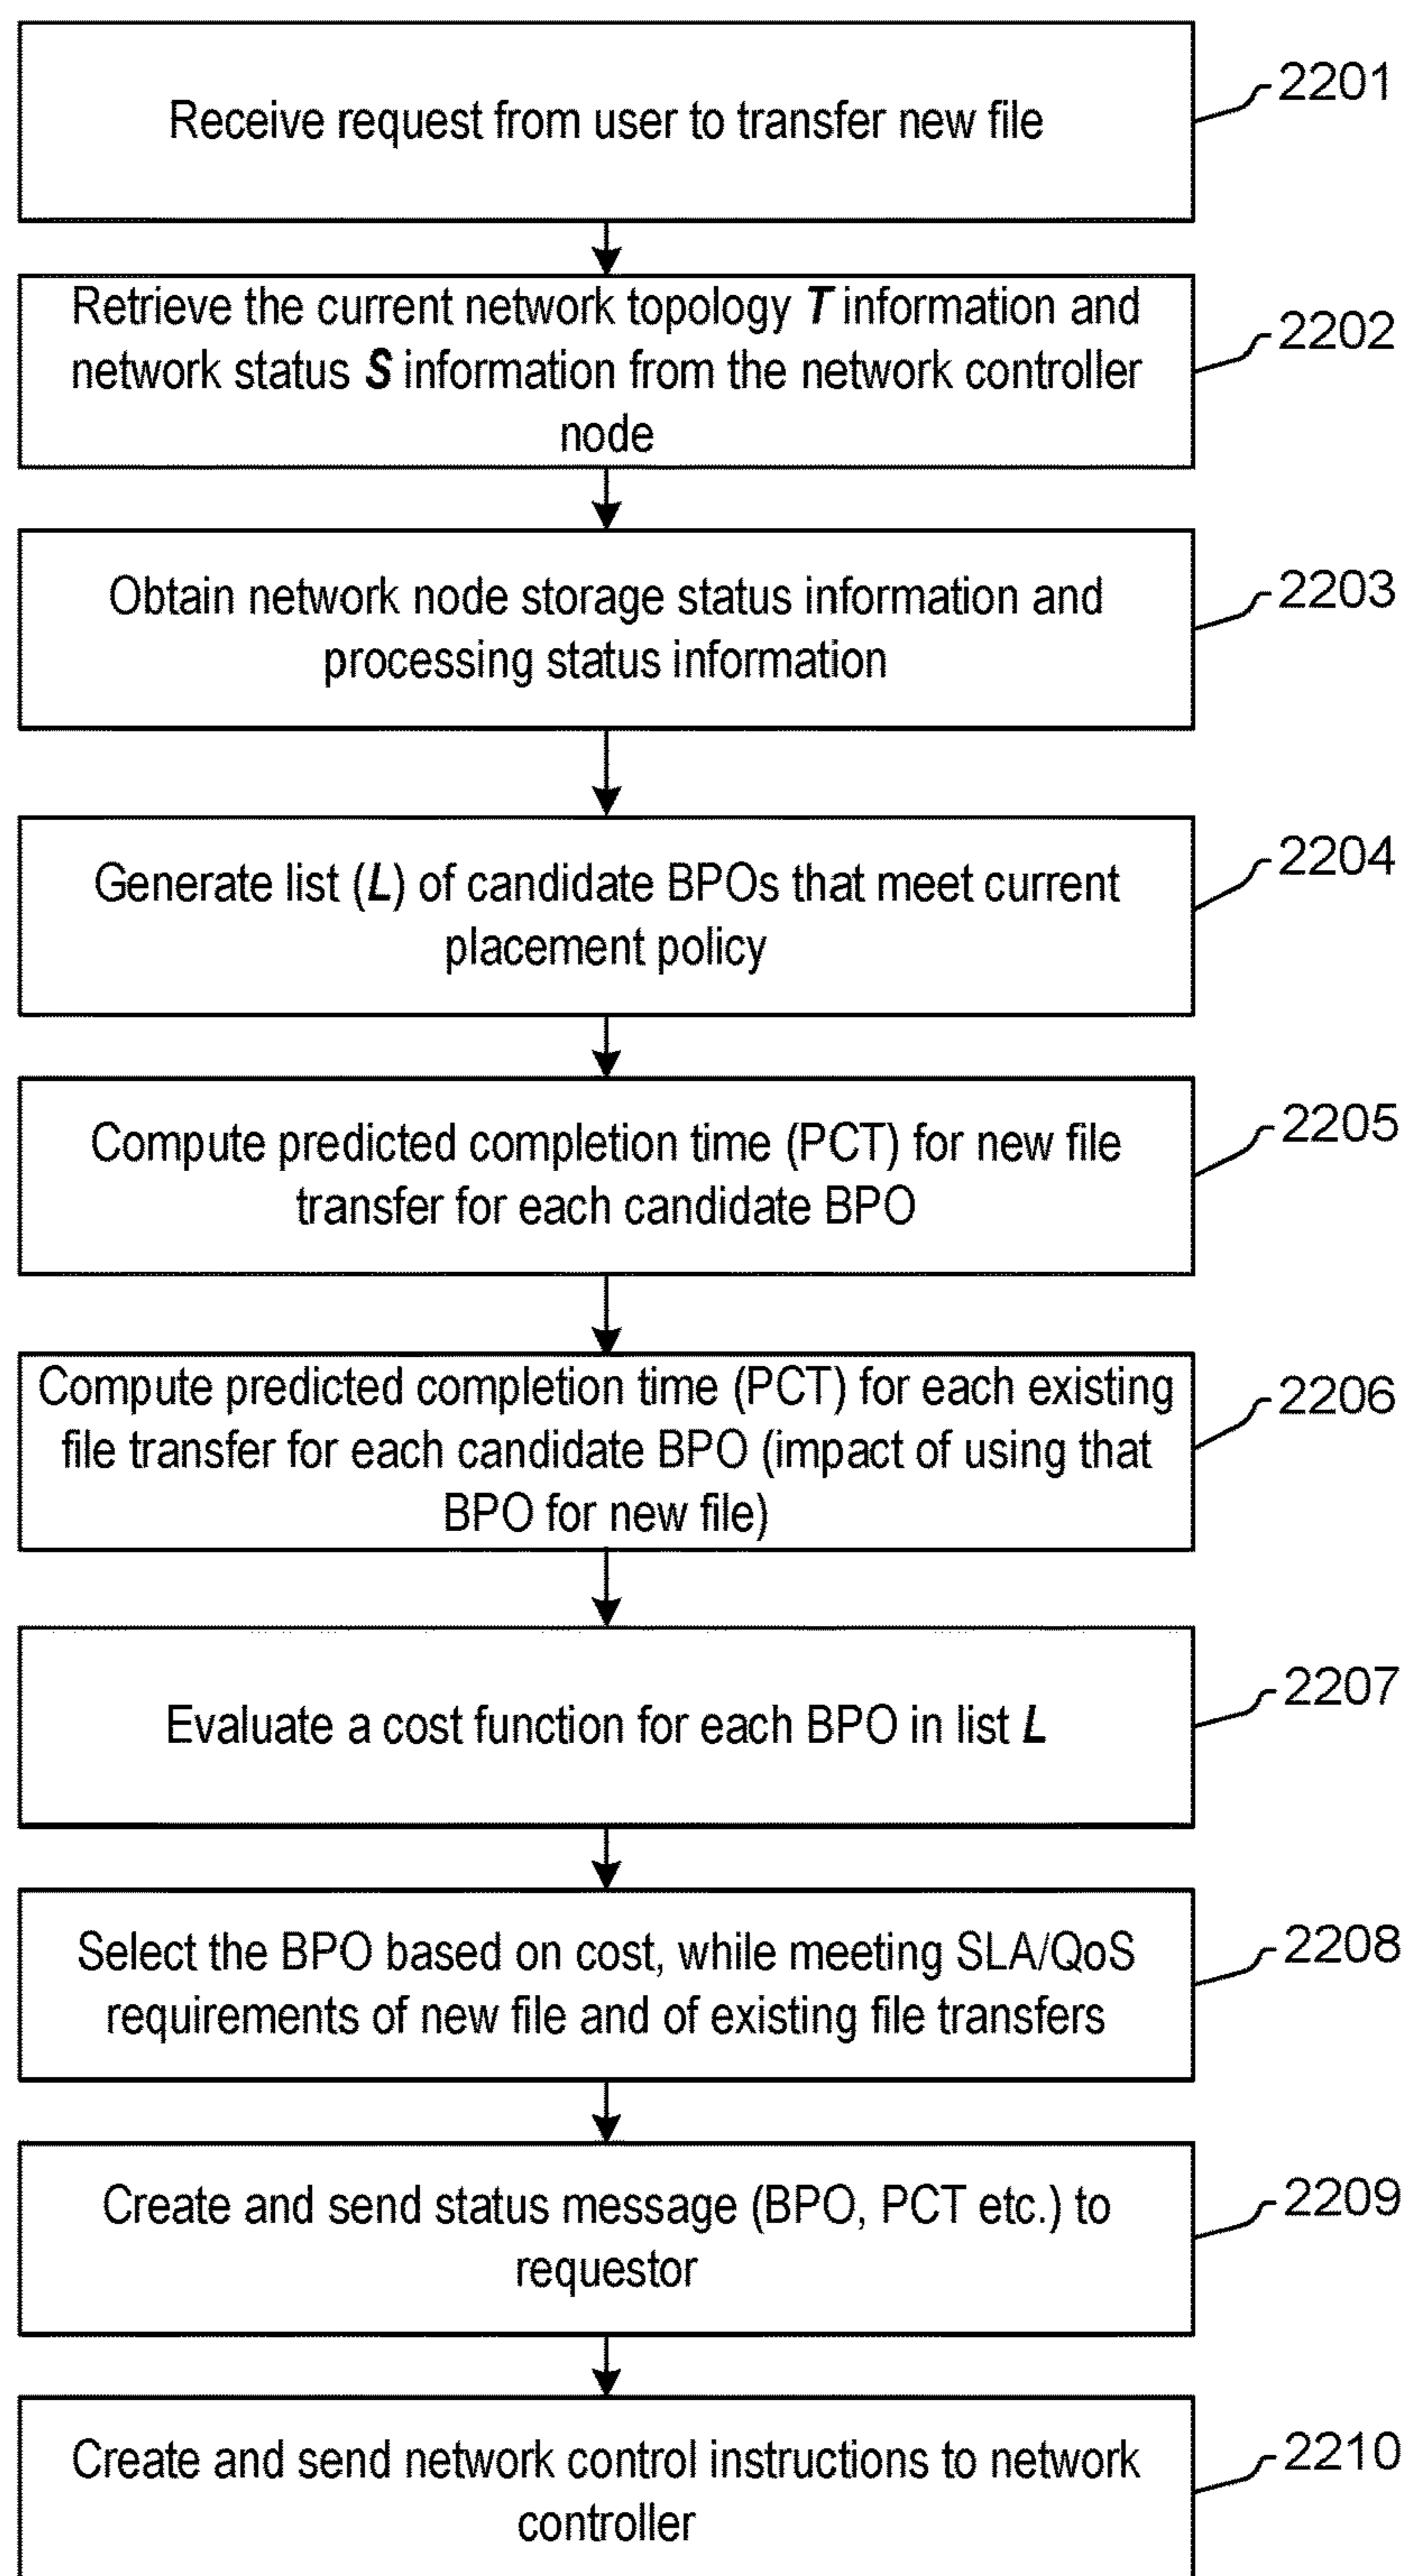 Receive request from user to transfer new file
2201
Retrieve the current network topology T information and
network status S information from the network controller
node
2202
Obtain network node storage status information and
processing status information
2203
Generate list (L) of candidate BPOs that meet current
placement policy
2204
Compute predicted completion time (PCT) for new file
transfer for each candidate BPO
2205
Compute predicted completion time (PCT) for each existing
file transfer for each candidate BPO (impact of using that
BPO for new file)
2206
Evaluate a cost function for each BPO in list L
2207
Select the BPO based on cost, while meeting SLA/QoS
requirements of new file and of existing file transfers
2208
Create and send status message (BPO, PCT etc.) to
requestor
2209
Create and send network control instructions to network
controller
2210